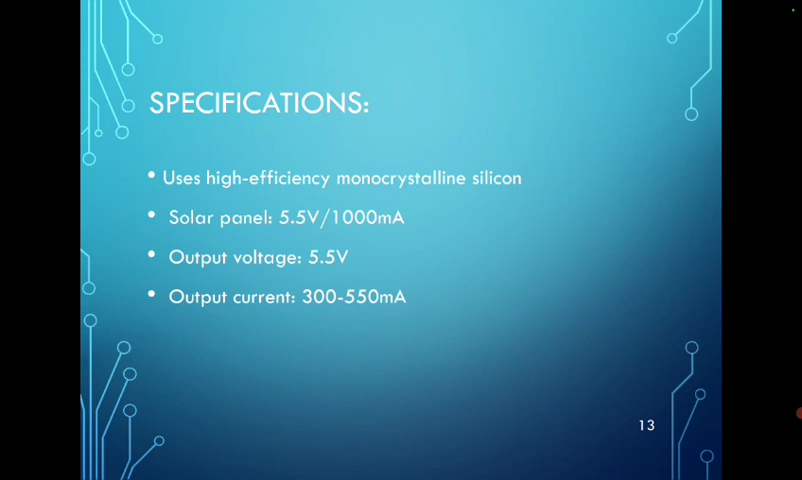 SPECIFICATIONS:
• Uses high-efficiency monocrystalline silicon
• Solar panel: 5.5V/1000mA
• Output voltage: 5.5V
• Output current: 300-550mA
13